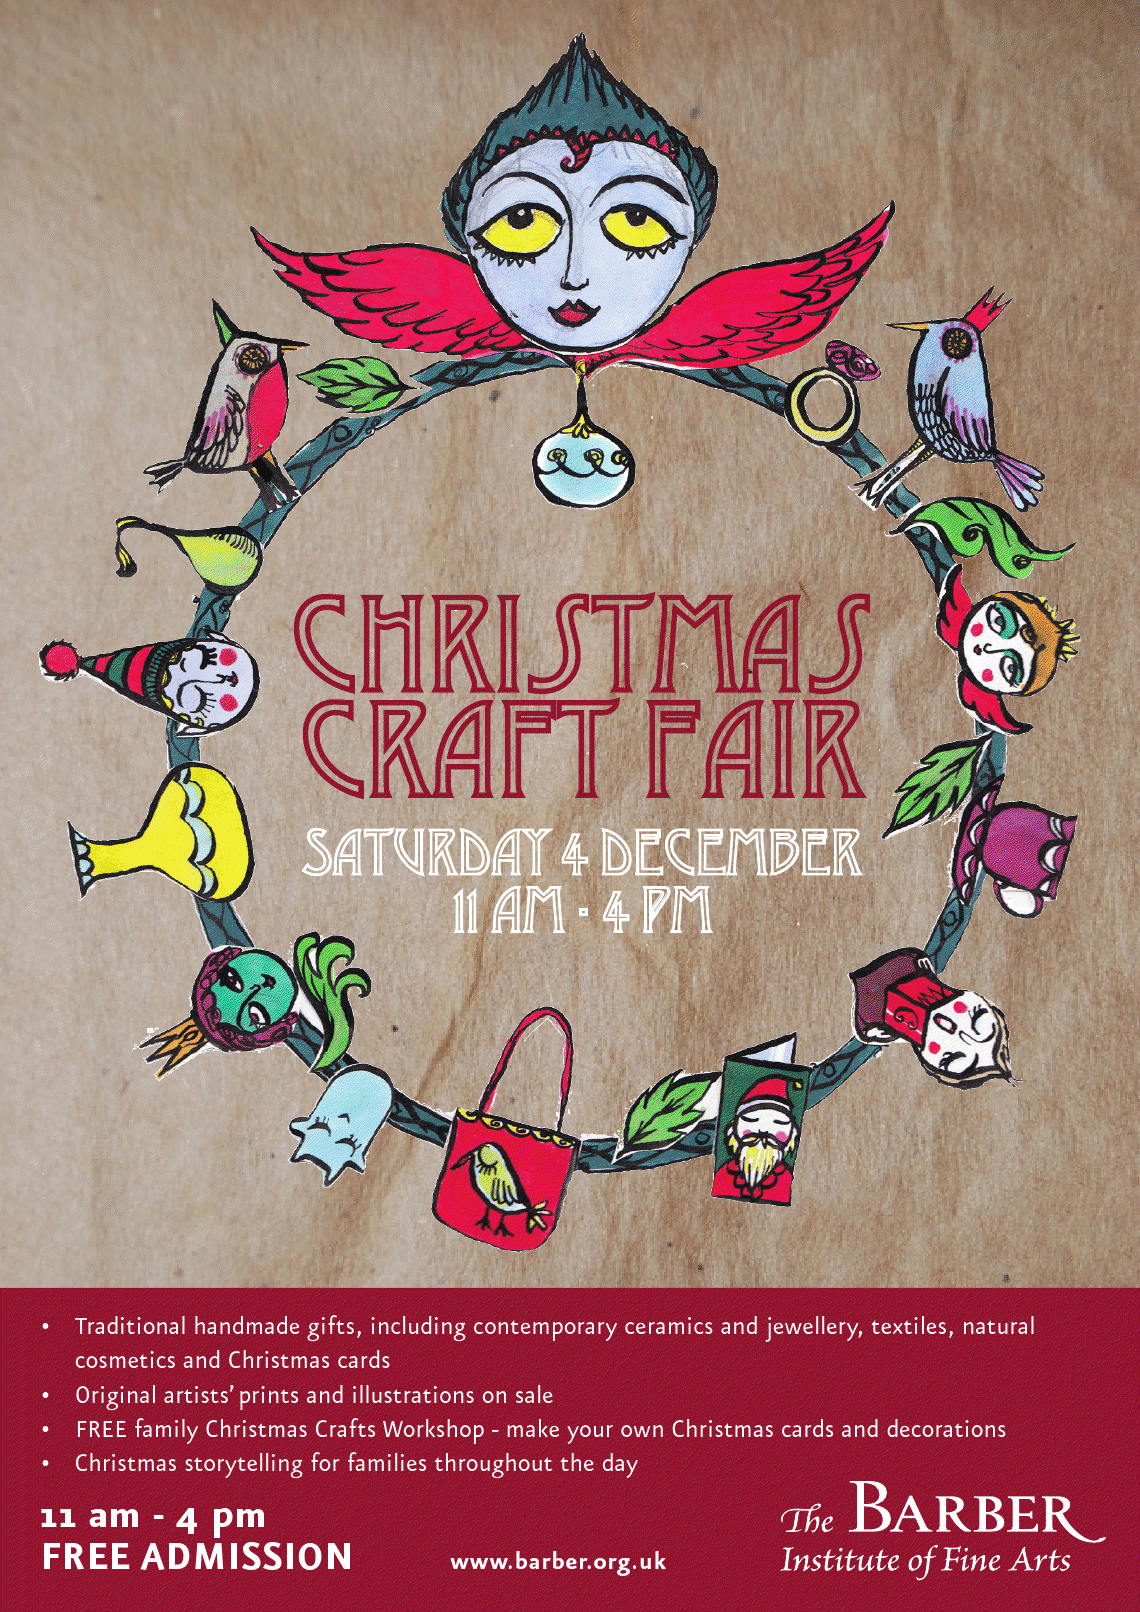 CHRISTMAS
CRAFT FAIR
SATURDAY 4 DECEMBER
11 AM - 4 PM
• Traditional handmade gifts, including contemporary ceramics and jewellery, textiles, natural
cosmetics and Christmas cards
• Original artists’ prints and illustrations on sale
• FREE family Christmas Crafts Workshop - make your own Christmas cards and decorations
• Christmas storytelling for families throughout the day
11 am - 4 pm
FREE ADMISSION
www.barber.org.uk
The BARBER
Institute of Fine Arts